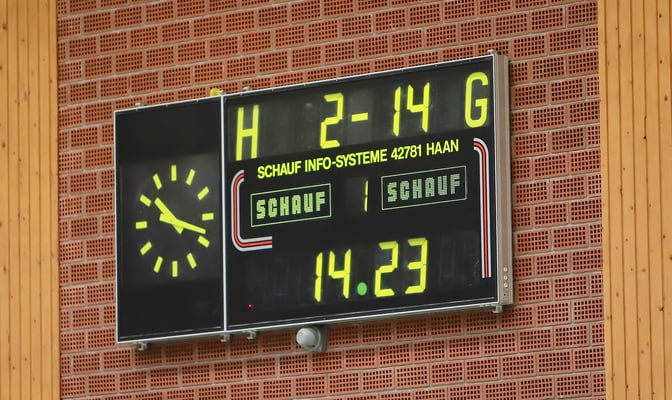 H 2-14 G
SCHAUF INFO-SYSTEME 42781 HAAN
SCHAUF 1 SCHAUF
14.23